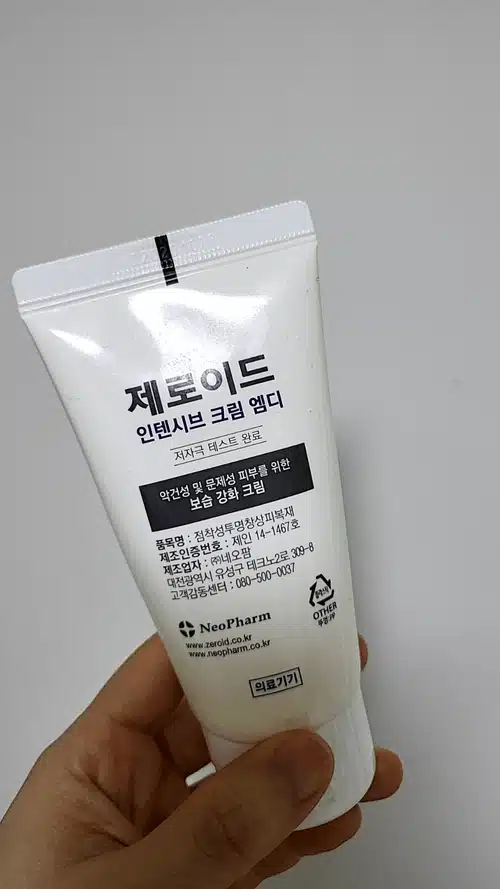 제로이드
인텐시브 크림 엠디
저자극 테스트 완료
악건성 및 문제성 피부를 위한
보습 강화 크림
품목명 : 점착성투명창상피복재
제조인증번호 : 제인 14-1467호
제조업자 : ㈜네오팜
대전광역시 유성구 테크노2로 309-8
고객감동센터 : 080-500-0037
NeoPharm
www.zeroid.co.kr
www.neopharm.co.kr
OTHER
의료기기